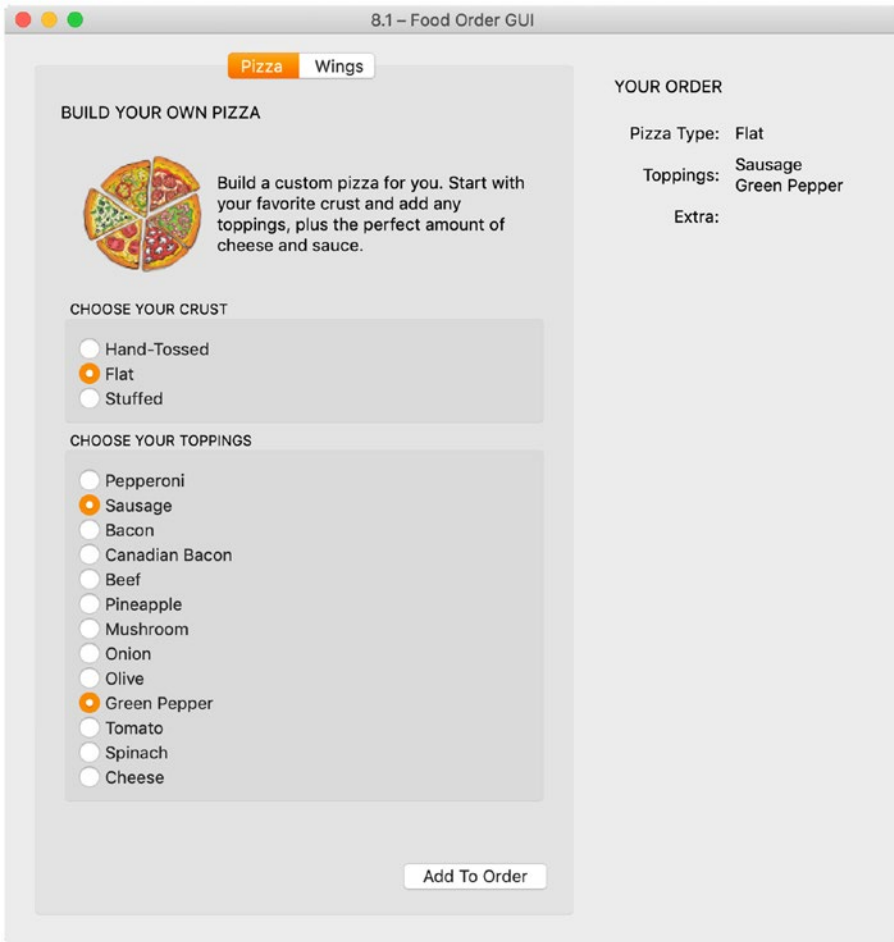 8.1 – Food Order GUI
Pizza
Wings
BUILD YOUR OWN PIZZA
Build a custom pizza for you. Start with
your favorite crust and add any
toppings, plus the perfect amount of
cheese and sauce.
CHOOSE YOUR CRUST
Hand-Tossed
Flat
Stuffed
CHOOSE YOUR TOPPINGS
Pepperoni
Sausage
Bacon
Canadian Bacon
Beef
Pineapple
Mushroom
Onion
Olive
Green Pepper
Tomato
Spinach
Cheese
Add To Order
YOUR ORDER
Pizza Type: Flat
Toppings: Sausage
Green Pepper
Extra: